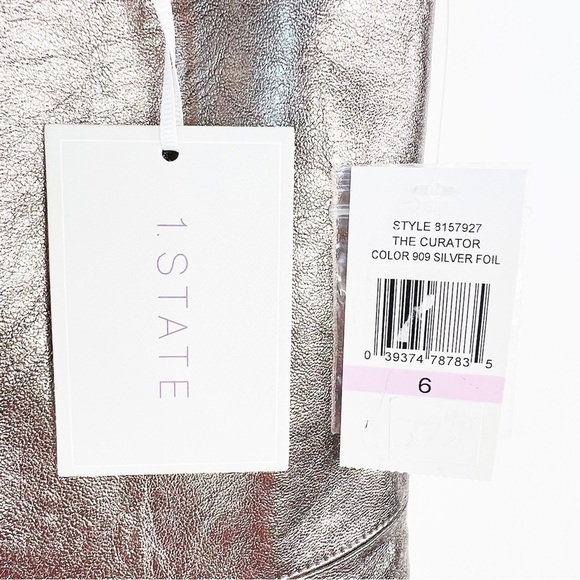 1.STATE
STYLE 8157927
THE CURATOR
COLOR 909 SILVER FOIL
0 39374 78783 5
6